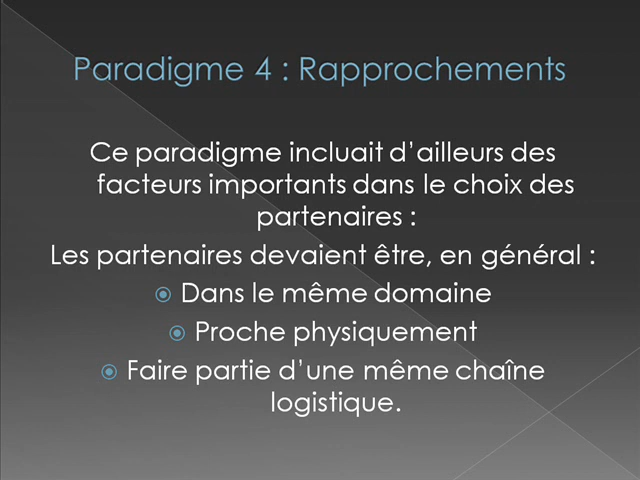 Paradigme 4 : Rapprochements
Ce paradigme incluait d’ailleurs des
facteurs importants dans le choix des
partenaires :
Les partenaires devaient être, en général :
Dans le même domaine
Proche physiquement
Faire partie d’une même chaîne
logistique.